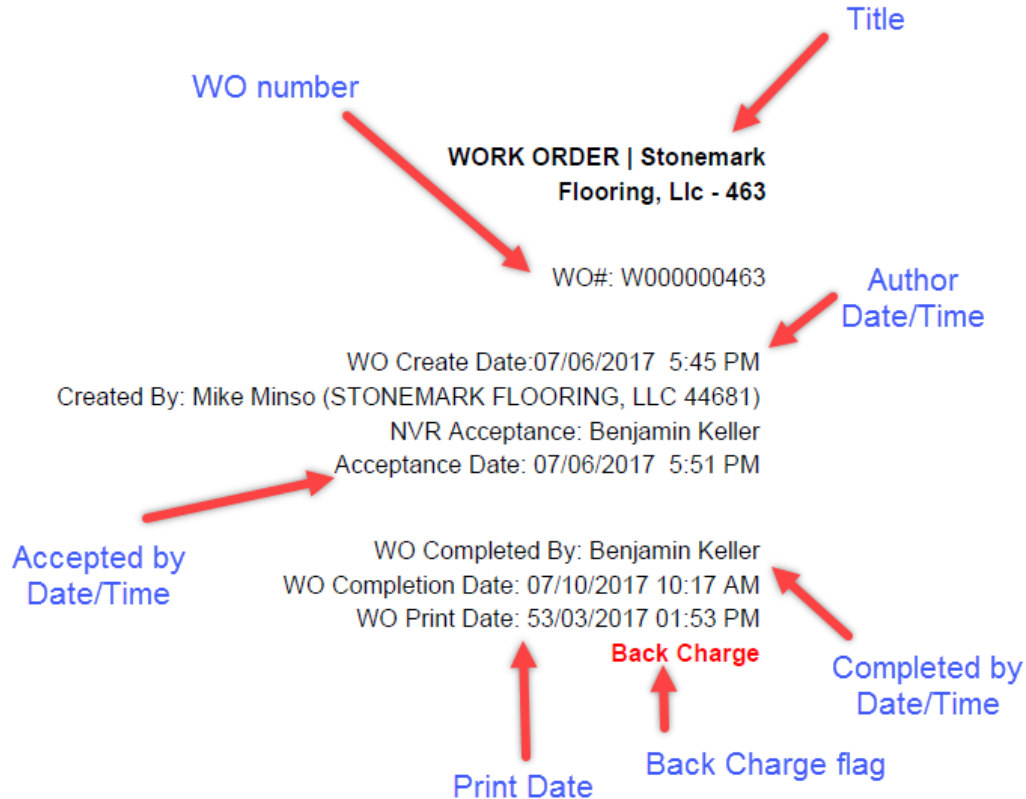 Title
WO number
WORK ORDER | Stonemark
Flooring, Llc - 463
WO#: W000000463
Author
Date/Time
WO Create Date:07/06/2017 5:45 PM
Created By: Mike Minso (STONEMARK FLOORING, LLC 44681)
NVR Acceptance: Benjamin Keller
Acceptance Date: 07/06/2017 5:51 PM
Accepted by
Date/Time
WO Completed By: Benjamin Keller
WO Completion Date: 07/10/2017 10:17 AM
WO Print Date: 53/03/2017 01:53 PM
Back Charge
Completed by
Date/Time
Back Charge flag
Print Date